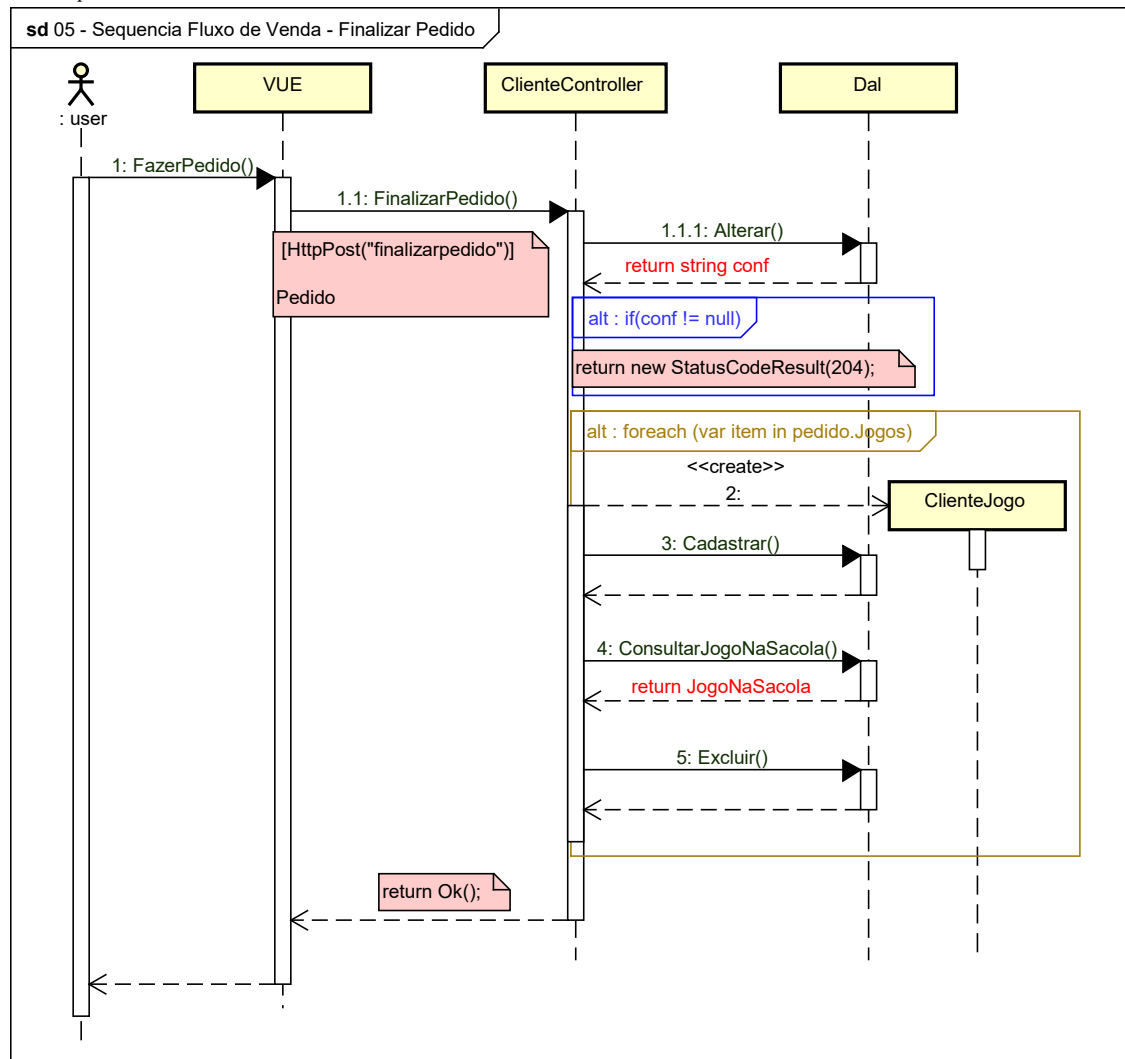 sd 05 - Sequencia Fluxo de Venda - Finalizar Pedido
VUE
ClienteController
Dal
: user
1: FazerPedido()
1.1: FinalizarPedido()
1.1.1: Alterar()
[HttpPost("finalizarpedido")]
Pedido
return string conf
alt : if(conf != null)
return new StatusCodeResult(204);
alt : foreach (var item in pedido.Jogos)
<<create>>
2:
ClienteJogo
3: Cadastrar()
4: ConsultarJogoNaSacola()
return JogoNaSacola
5: Excluir()
return Ok();